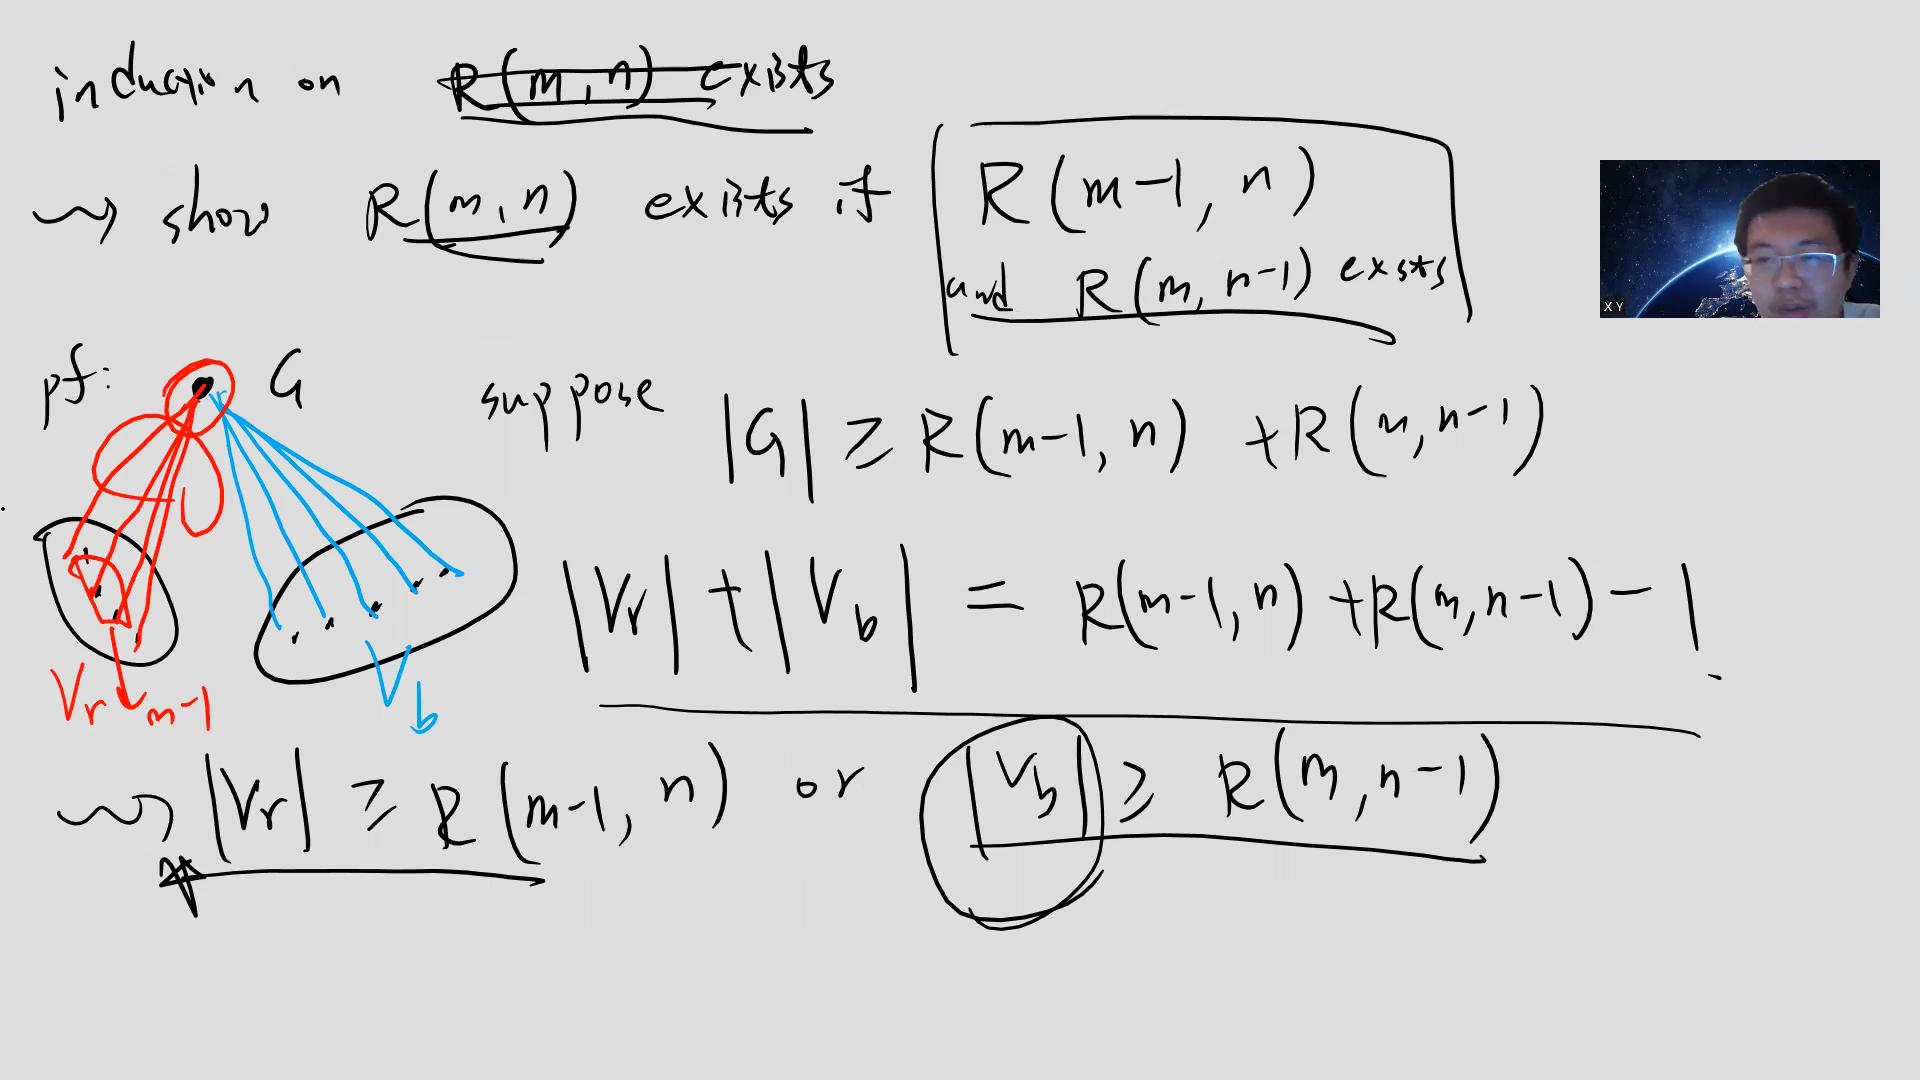 induction on R(m,n) exists
⇝ show R(m,n) exists if R(m-1, n)
and R(m, n-1) exists
pf: G suppose |G| ≥ R(m-1, n) + R(m, n-1)
|Vr| + |Vb| = R(m-1, n) + R(m, n-1) - 1.
Vr m-1 Vb
⇝ |Vr| ≥ R(m-1, n) or |Vb| ≥ R(m, n-1)
X Y